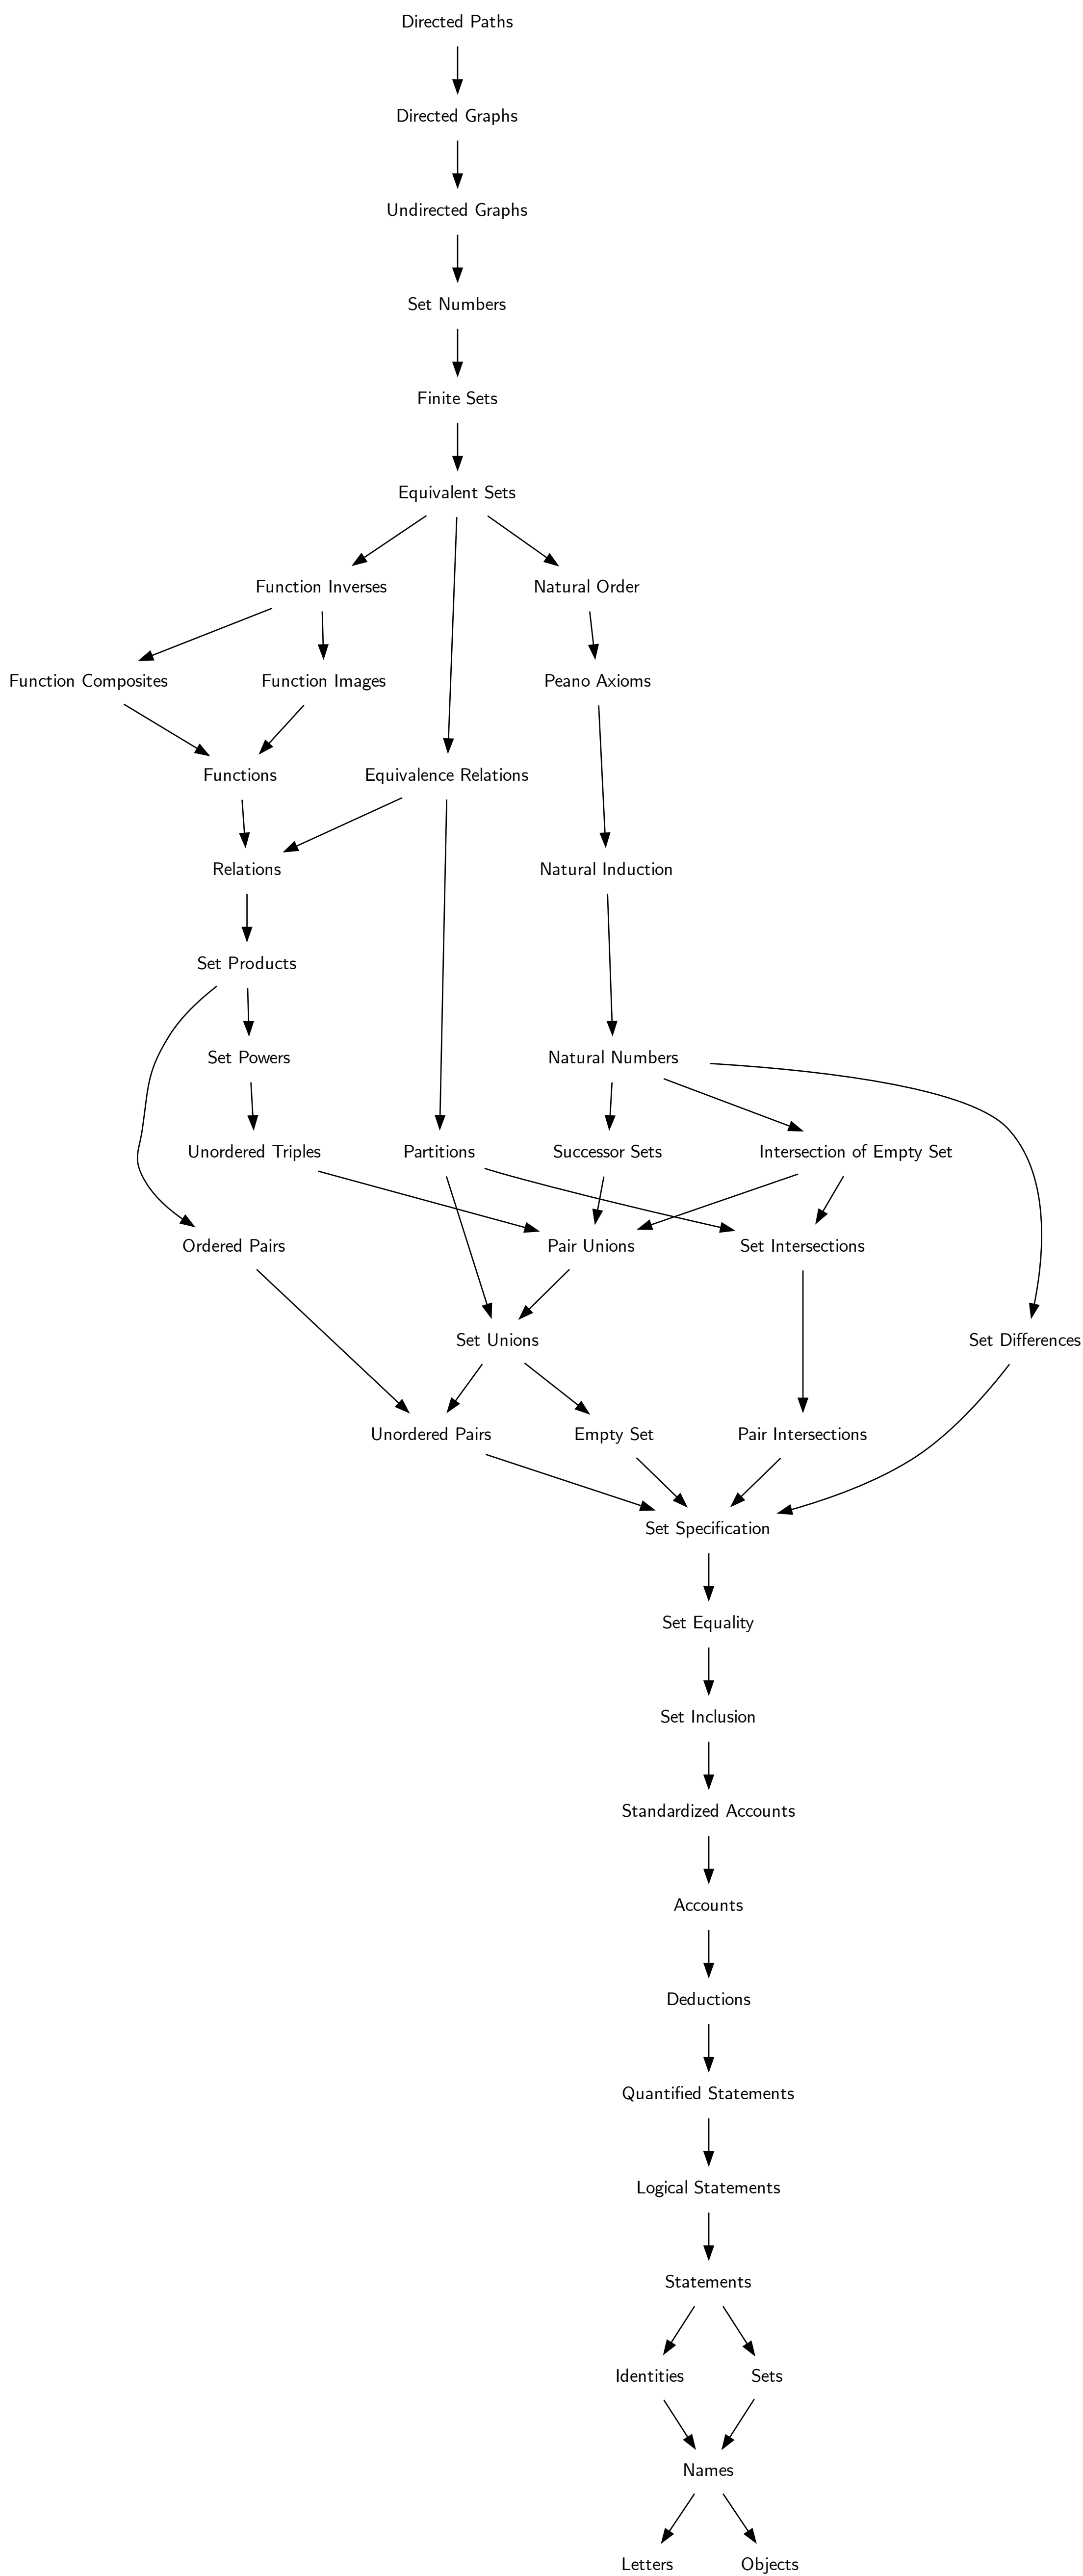 Directed Paths
Directed Graphs
Undirected Graphs
Set Numbers
Finite Sets
Equivalent Sets
Function Inverses
Natural Order
Function Composites
Function Images
Peano Axioms
Functions
Equivalence Relations
Relations
Natural Induction
Set Products
Set Powers
Natural Numbers
Unordered Triples
Partitions
Successor Sets
Intersection of Empty Set
Ordered Pairs
Pair Unions
Set Intersections
Set Unions
Set Differences
Unordered Pairs
Empty Set
Pair Intersections
Set Specification
Set Equality
Set Inclusion
Standardized Accounts
Accounts
Deductions
Quantified Statements
Logical Statements
Statements
Identities
Sets
Names
Letters
Objects